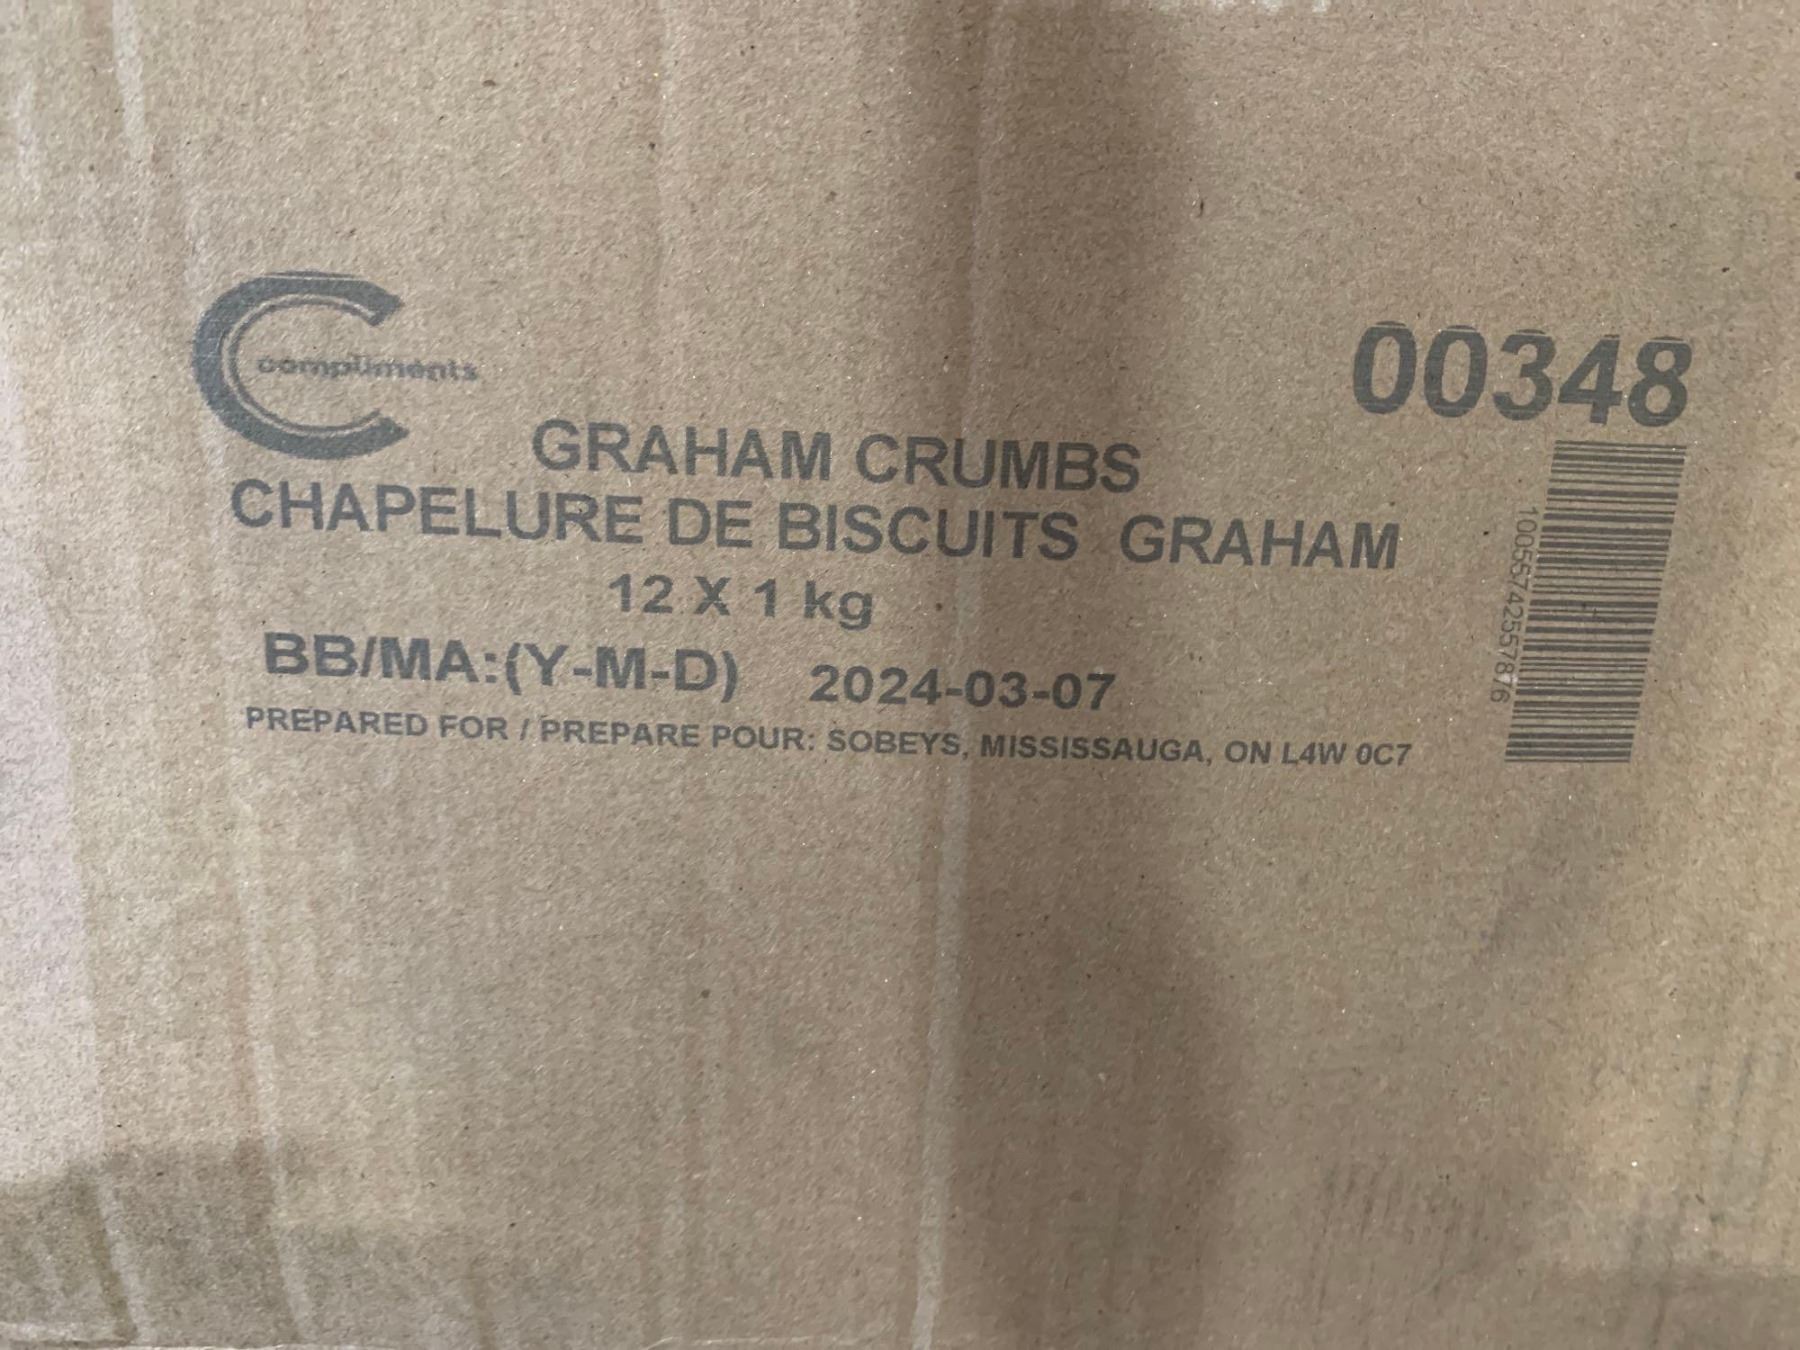 compliments
00348
GRAHAM CRUMBS
CHAPELURE DE BISCUITS GRAHAM
12 X 1 kg
BB/MA:(Y-M-D) 2024-03-07
PREPARED FOR / PREPARE POUR: SOBEYS, MISSISSAUGA, ON L4W 0C7
10055742557876